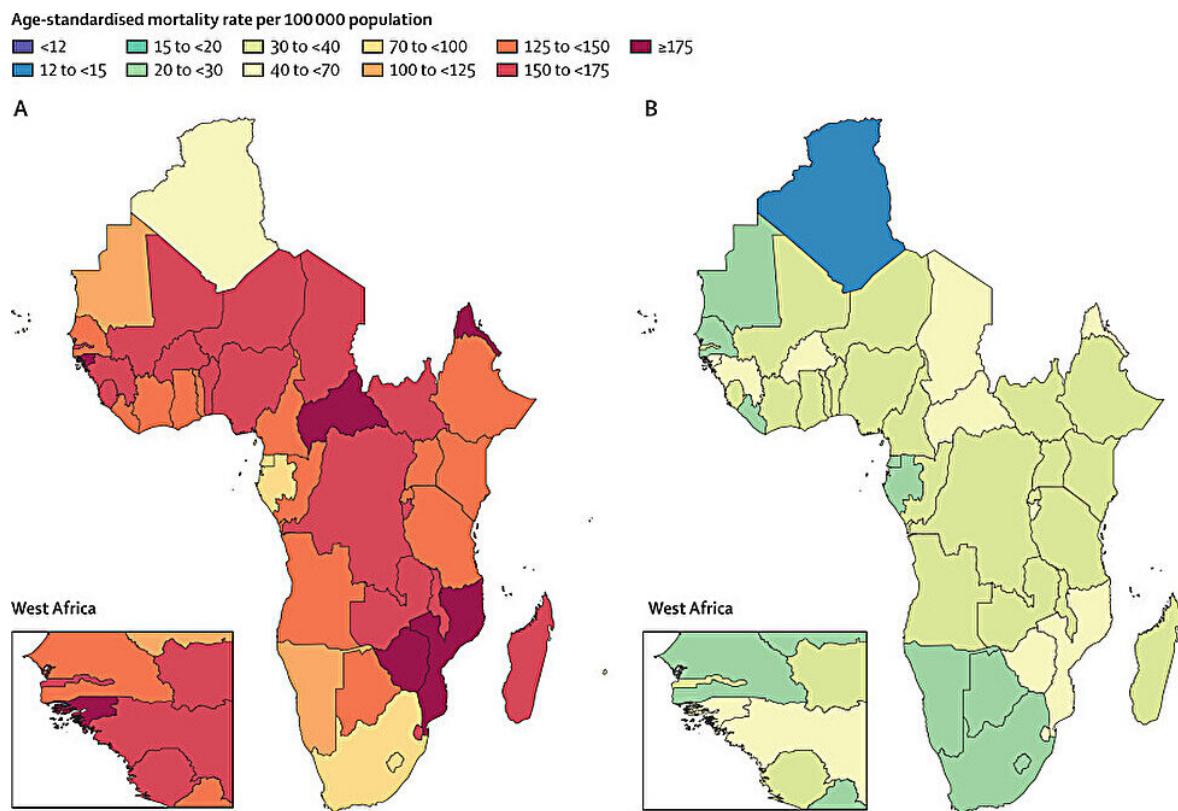 Age-standardised mortality rate per 100 000 population
<12 15 to <20 30 to <40 70 to <100 125 to <150 ≥175
12 to <15 20 to <30 40 to <70 100 to <125 150 to <175
A B
West Africa West Africa